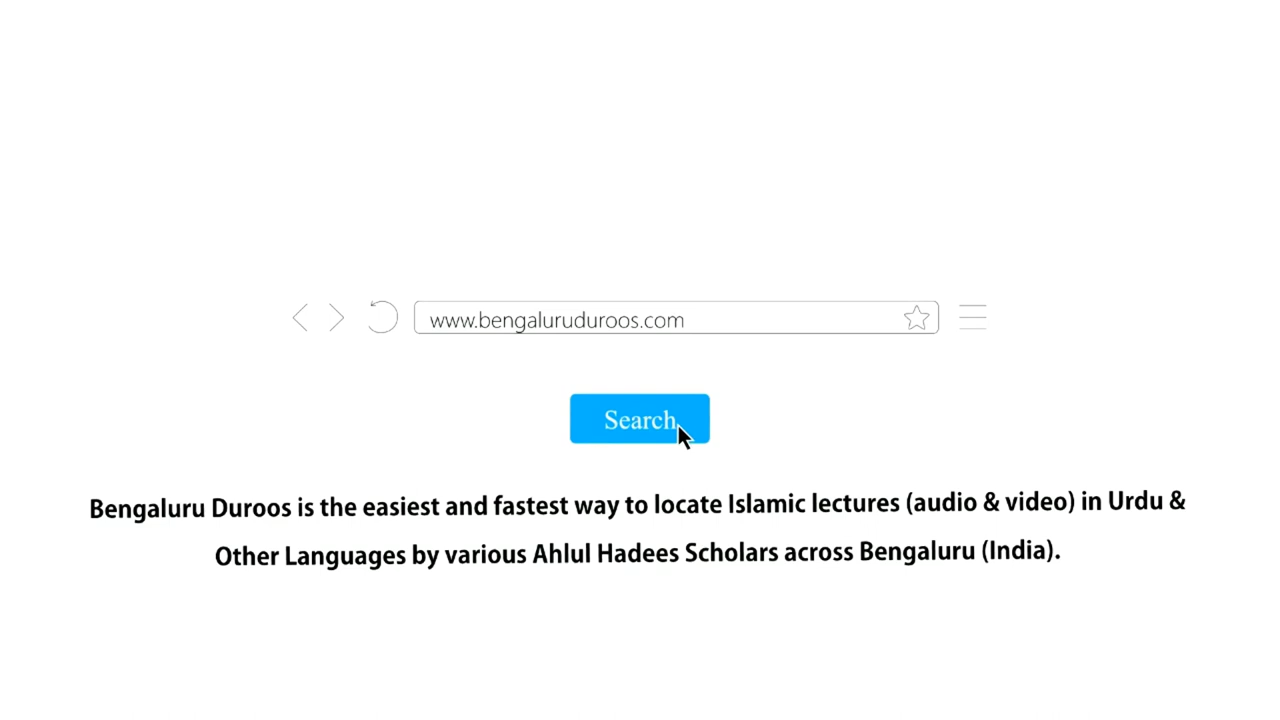 www.bengaluruduroos.com
Search
Bengaluru Duroos is the easiest and fastest way to locate Islamic lectures (audio & video) in Urdu &
Other Languages by various Ahlul Hadees Scholars across Bengaluru (India).